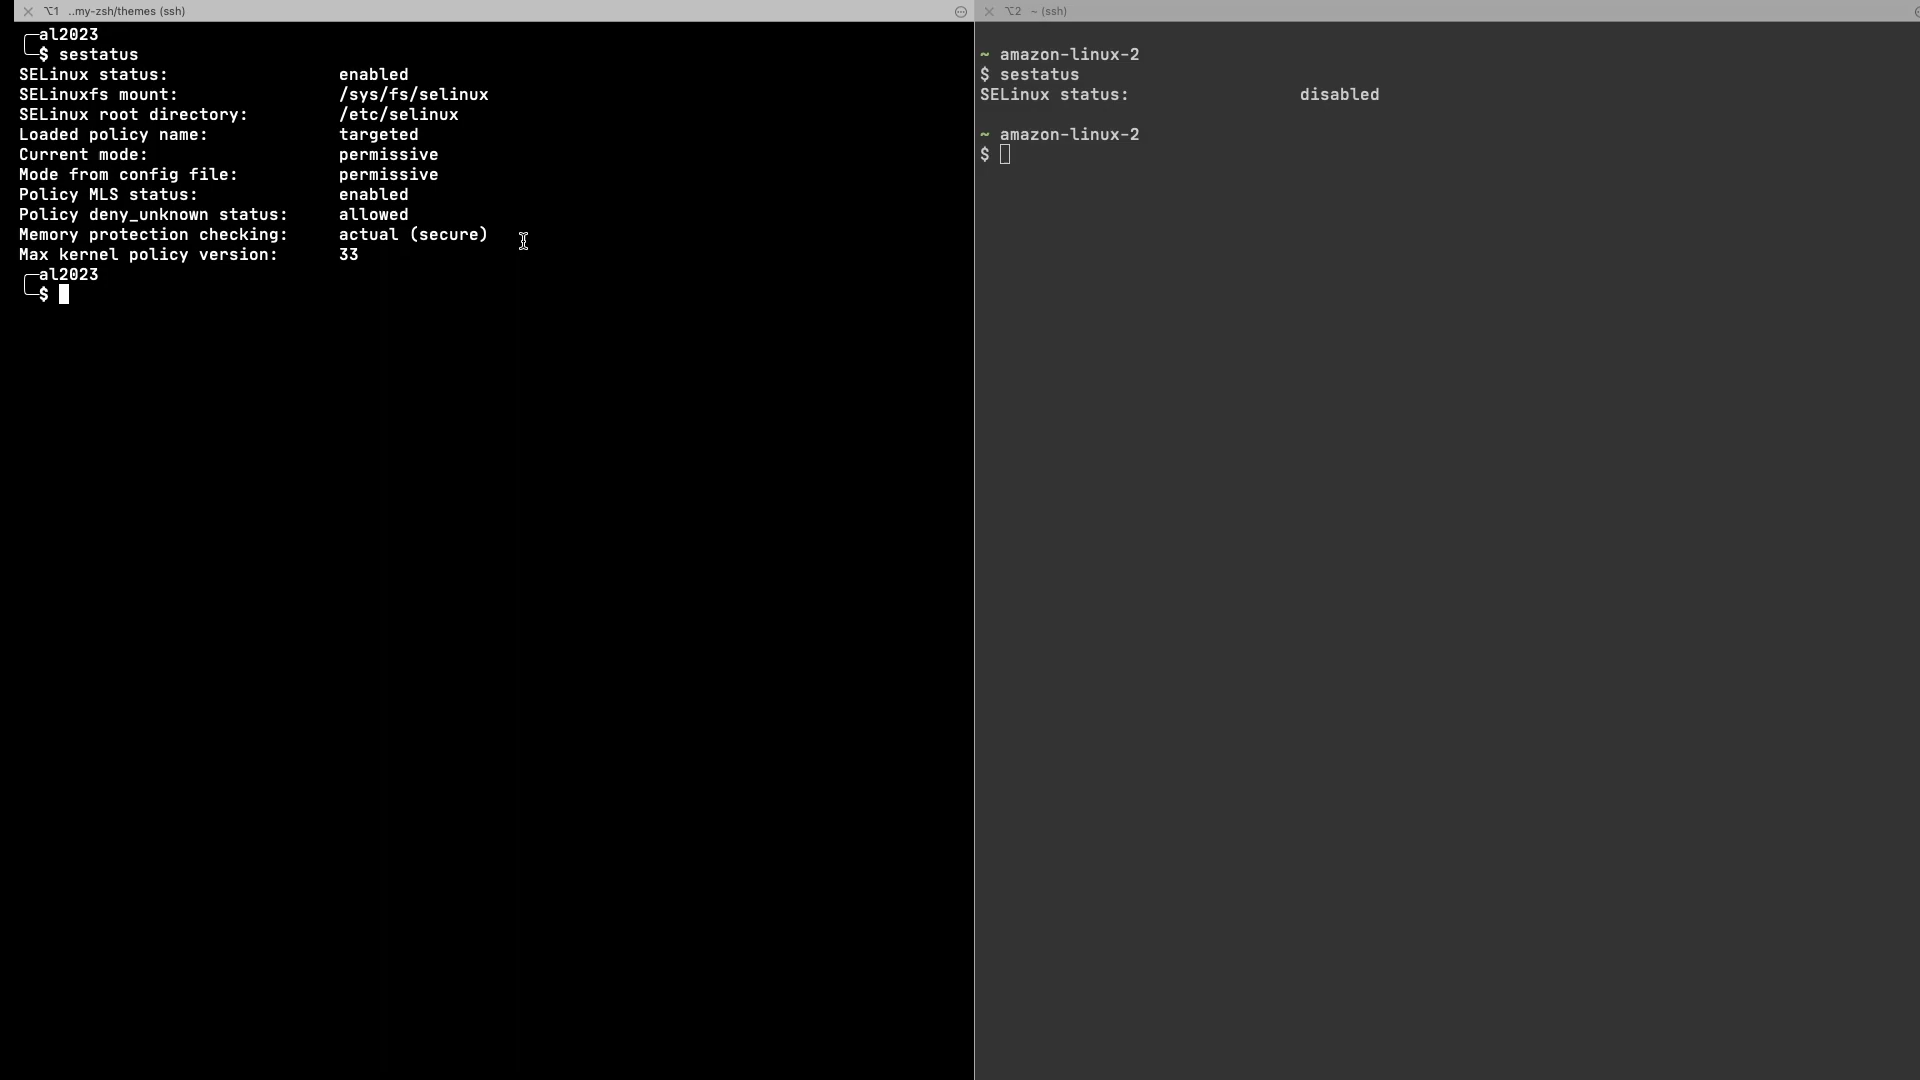 ⌥1 ..my-zsh/themes (ssh)
al2023
$ sestatus
SELinux status: enabled
SELinuxfs mount: /sys/fs/selinux
SELinux root directory: /etc/selinux
Loaded policy name: targeted
Current mode: permissive
Mode from config file: permissive
Policy MLS status: enabled
Policy deny_unknown status: allowed
Memory protection checking: actual (secure)
Max kernel policy version: 33
al2023
$
⌥2 ~ (ssh)
~ amazon-linux-2
$ sestatus
SELinux status: disabled
~ amazon-linux-2
$